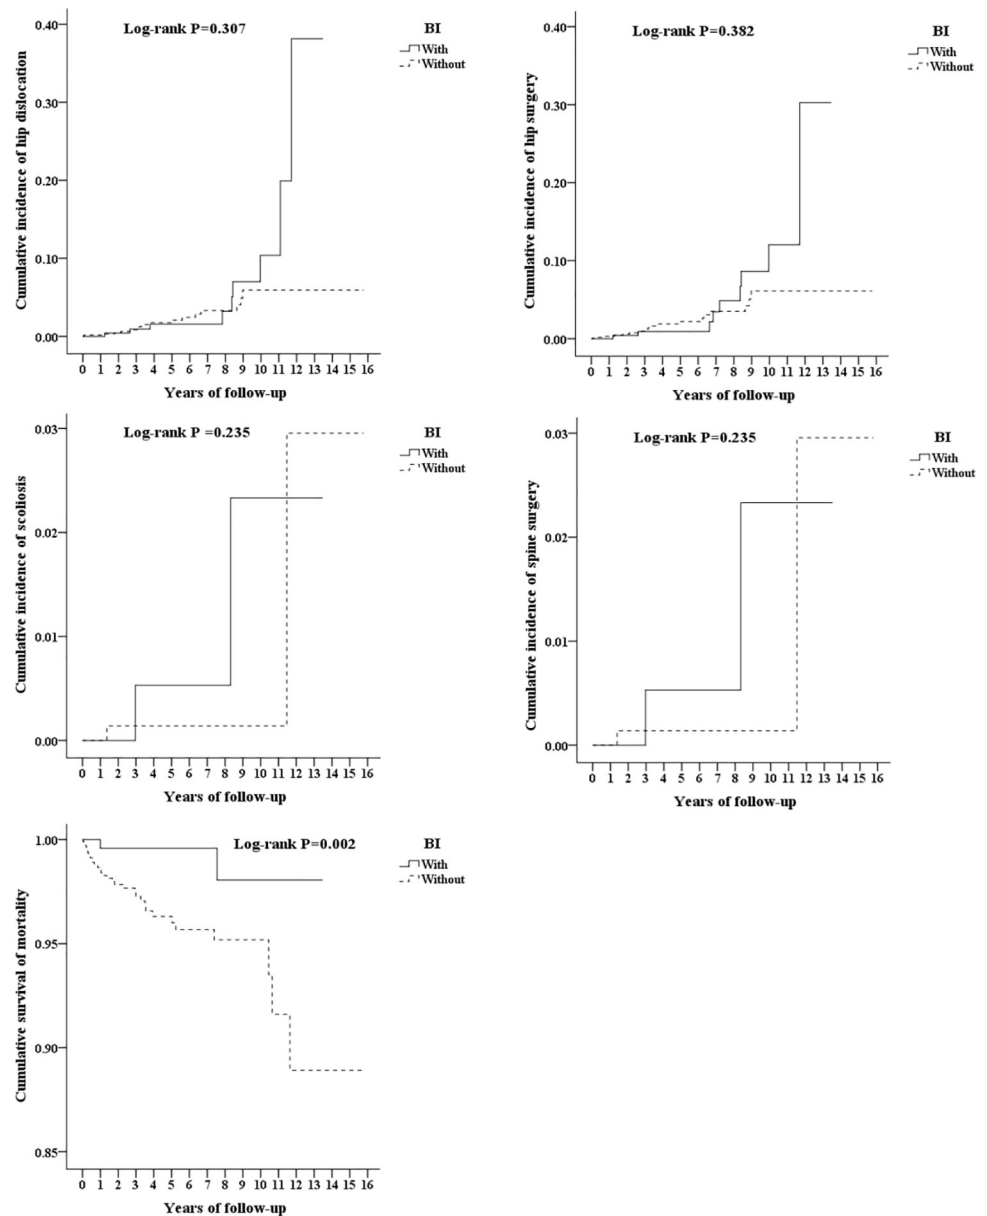 Log-rank P=0.307
BI
With
Without
Cumulative incidence of hip dislocation
0.40
0.30
0.20
0.10
0.00
0 1 2 3 4 5 6 7 8 9 10 11 12 13 14 15 16
Years of follow-up
Log-rank P=0.382
BI
With
Without
Cumulative incidence of hip surgery
0.40
0.30
0.20
0.10
0.00
0 1 2 3 4 5 6 7 8 9 10 11 12 13 14 15 16
Years of follow-up
Log-rank P =0.235
BI
With
Without
Cumulative incidence of scoliosis
0.03
0.02
0.01
0.00
0 1 2 3 4 5 6 7 8 9 10 11 12 13 14 15 16
Years of follow-up
Log-rank P=0.235
BI
With
Without
Cumulative incidence of spine surgery
0.03
0.02
0.01
0.00
0 1 2 3 4 5 6 7 8 9 10 11 12 13 14 15 16
Years of follow-up
Log-rank P=0.002
BI
With
Without
Cumulative survival of mortality
1.00
0.95
0.90
0.85
0 1 2 3 4 5 6 7 8 9 10 11 12 13 14 15 16
Years of follow-up